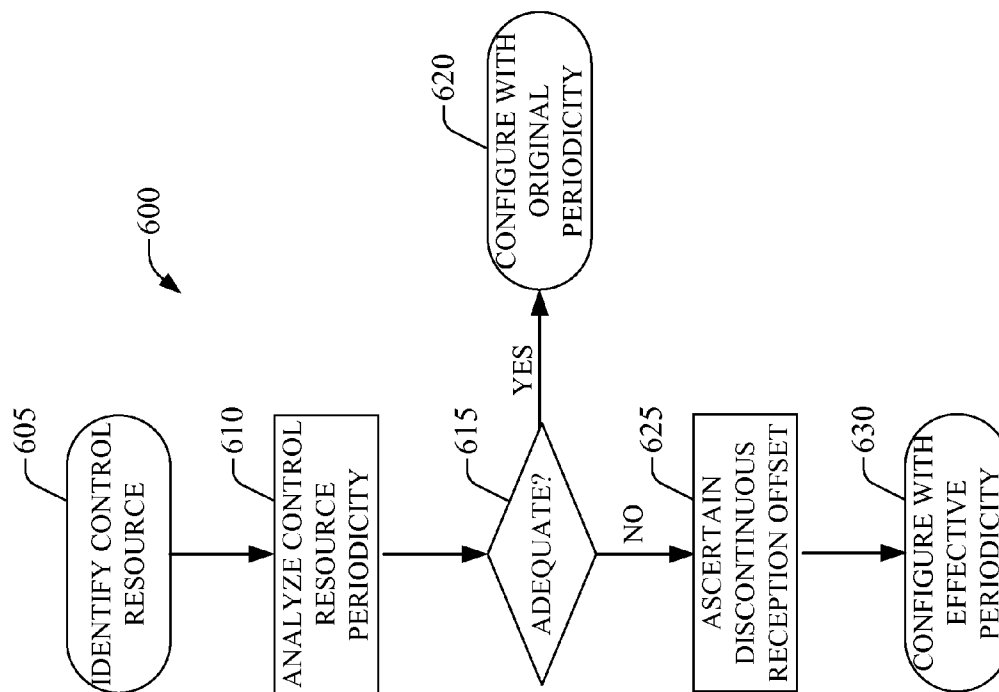 600
605
IDENTIFY CONTROL
RESOURCE
610
ANALYZE CONTROL
RESOURCE
PERIODICITY
615
ADEQUATE?
YES
620
CONFIGURE WITH
ORIGINAL
PERIODICITY
NO
625
ASCERTAIN
DISCONTINUOUS
RECEPTION OFFSET
630
CONFIGURE WITH
EFFECTIVE
PERIODICITY